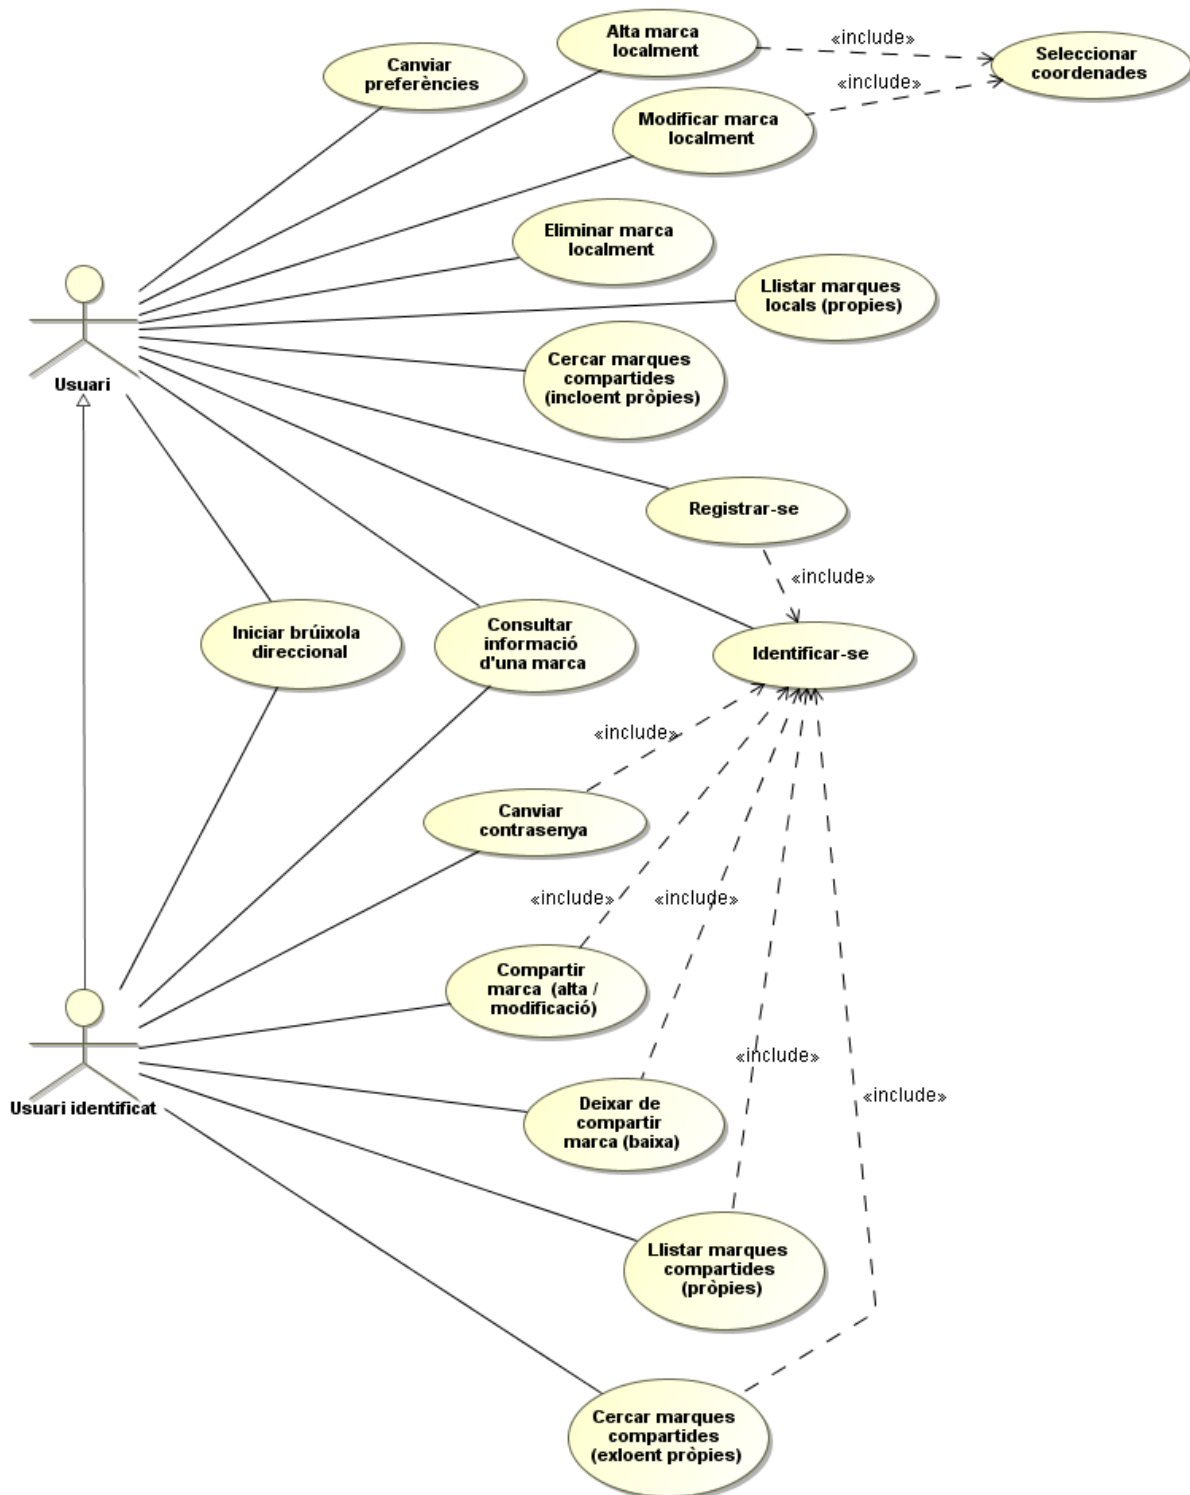 Alta marca
localment
«include»
Seleccionar
coordenades
Canviar
preferències
«include»
Modificar marca
localment
Eliminar marca
localment
Llistar marques
locals (propies)
Cercar marques
compartides
(incloent pròpies)
Usuari
Registrar-se
«include»
Iniciar brúixola
direccional
Consultar
informació
d'una marca
Identificar-se
«include»
Canviar
contrasenya
«include»
«include»
Compartir
marca (alta /
modificació)
«include»
«include»
Usuari identificat
Deixar de
compartir
marca (baixa)
Llistar marques
compartides
(pròpies)
Cercar marques
compartides
(exloent pròpies)